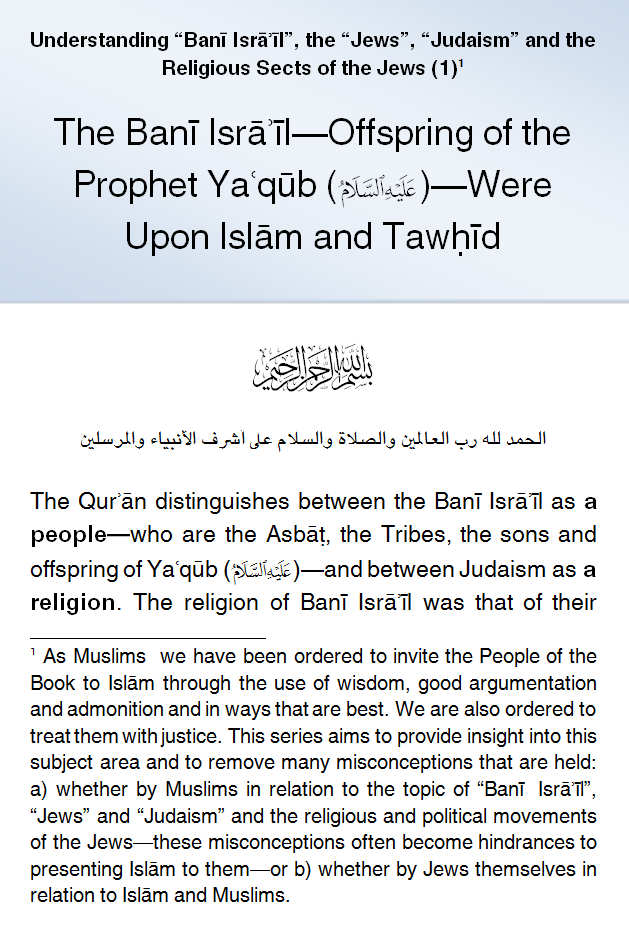 Understanding “Banī Isrāʾīl”, the “Jews”, “Judaism” and the
Religious Sects of the Jews (1)¹
The Banī Isrāʾīl—Offspring of the
Prophet Yaʿqūb (عَلَيْهِ ٱلسَّلَامُ)—Were
Upon Islām and Tawḥīd
بسم الله الرحمن الرحيم
الحمد لله رب العالمين والصلاة والسلام على أشرف الأنبياء والمرسلين
The Qurʾān distinguishes between the Banī Isrāʾīl as a
people—who are the Asbāṭ, the Tribes, the sons and
offspring of Yaʿqūb (عَلَيْهِ ٱلسَّلَامُ)—and between Judaism as a
religion. The religion of Banī Isrāʾīl was that of their
¹ As Muslims we have been ordered to invite the People of the
Book to Islām through the use of wisdom, good argumentation
and admonition and in ways that are best. We are also ordered to
treat them with justice. This series aims to provide insight into this
subject area and to remove many misconceptions that are held:
a) whether by Muslims in relation to the topic of “Banī Isrāʾīl”,
“Jews” and “Judaism” and the religious and political movements
of the Jews—these misconceptions often become hindrances to
presenting Islām to them—or b) whether by Jews themselves in
relation to Islām and Muslims.